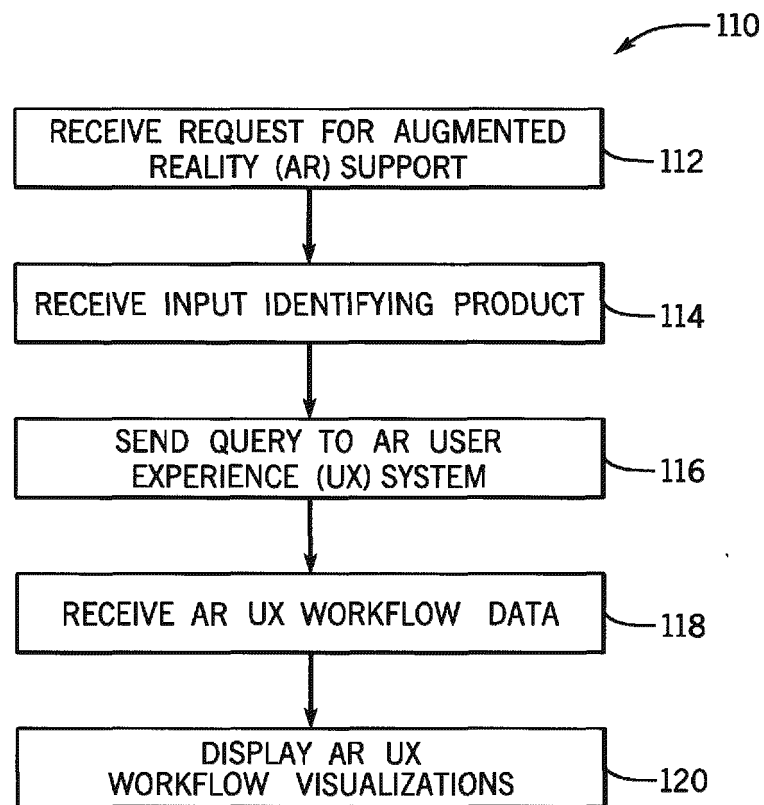 110
RECEIVE REQUEST FOR AUGMENTED
REALITY (AR) SUPPORT
112
RECEIVE INPUT IDENTIFYING PRODUCT
114
SEND QUERY TO AR USER
EXPERIENCE (UX) SYSTEM
116
RECEIVE AR UX WORKFLOW DATA
118
DISPLAY AR UX
WORKFLOW VISUALIZATIONS
120